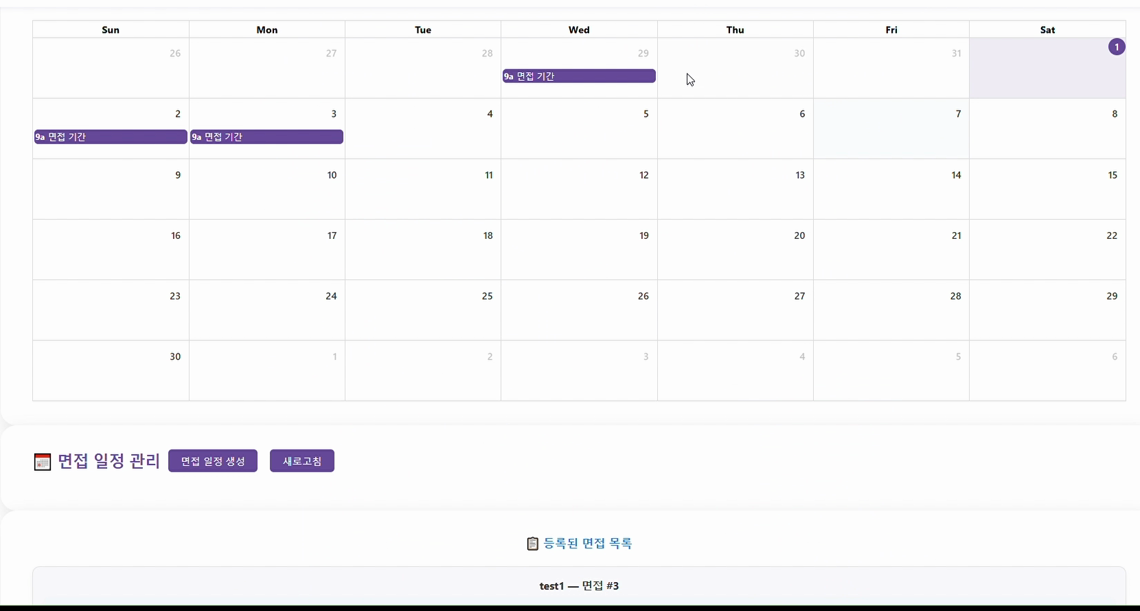 Sun Mon Tue Wed Thu Fri Sat
26 27 28 29 30 31 1
9a 면접 기간
2 3 4 5 6 7 8
9a 면접 기간 9a 면접 기간
9 10 11 12 13 14 15
16 17 18 19 20 21 22
23 24 25 26 27 28 29
30 1 2 3 4 5 6
면접 일정 관리 면접 일정 생성 새로고침
등록된 면접 목록
test1 — 면접 #3